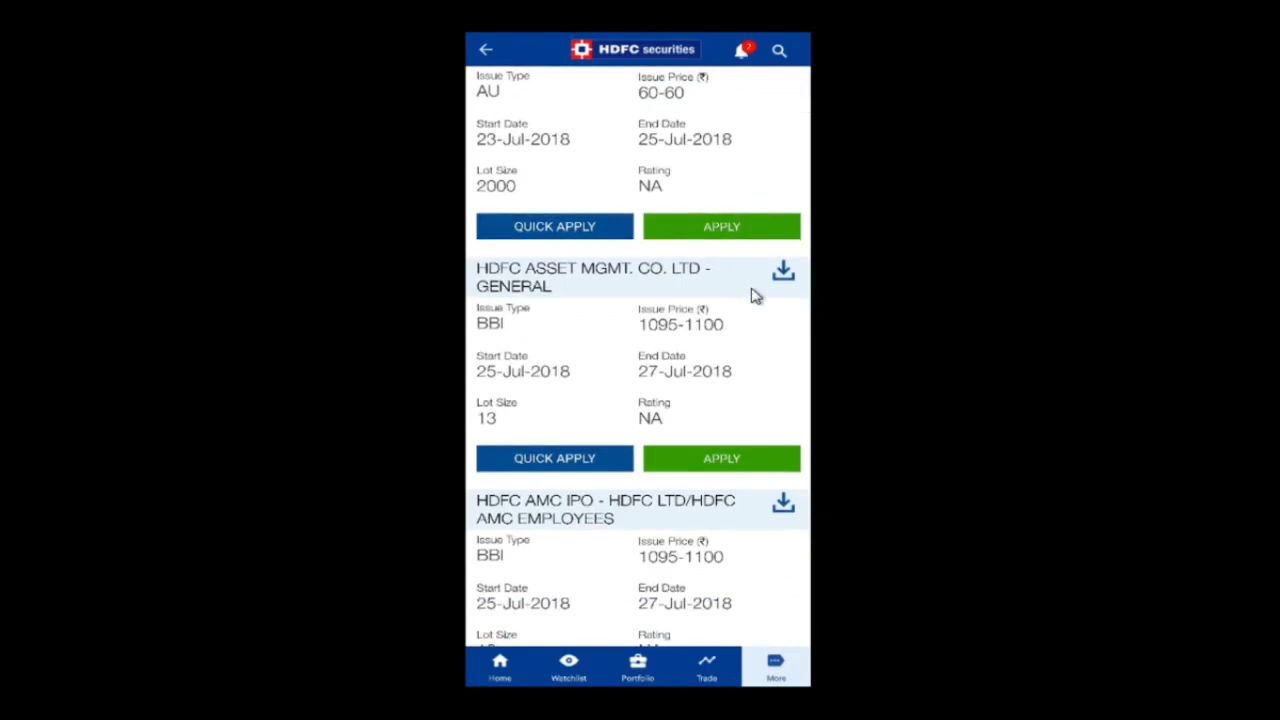 HDFC securities
2
Issue Type Issue Price (₹)
AU 60-60
Start Date End Date
23-Jul-2018 25-Jul-2018
Lot Size Rating
2000 NA
QUICK APPLY APPLY
HDFC ASSET MGMT. CO. LTD -
GENERAL
Issue Type Issue Price (₹)
BBI 1095-1100
Start Date End Date
25-Jul-2018 27-Jul-2018
Lot Size Rating
13 NA
QUICK APPLY APPLY
HDFC AMC IPO - HDFC LTD/HDFC
AMC EMPLOYEES
Issue Type Issue Price (₹)
BBI 1095-1100
Start Date End Date
25-Jul-2018 27-Jul-2018
Lot Size Rating
Home Watchlist Portfolio Trade More